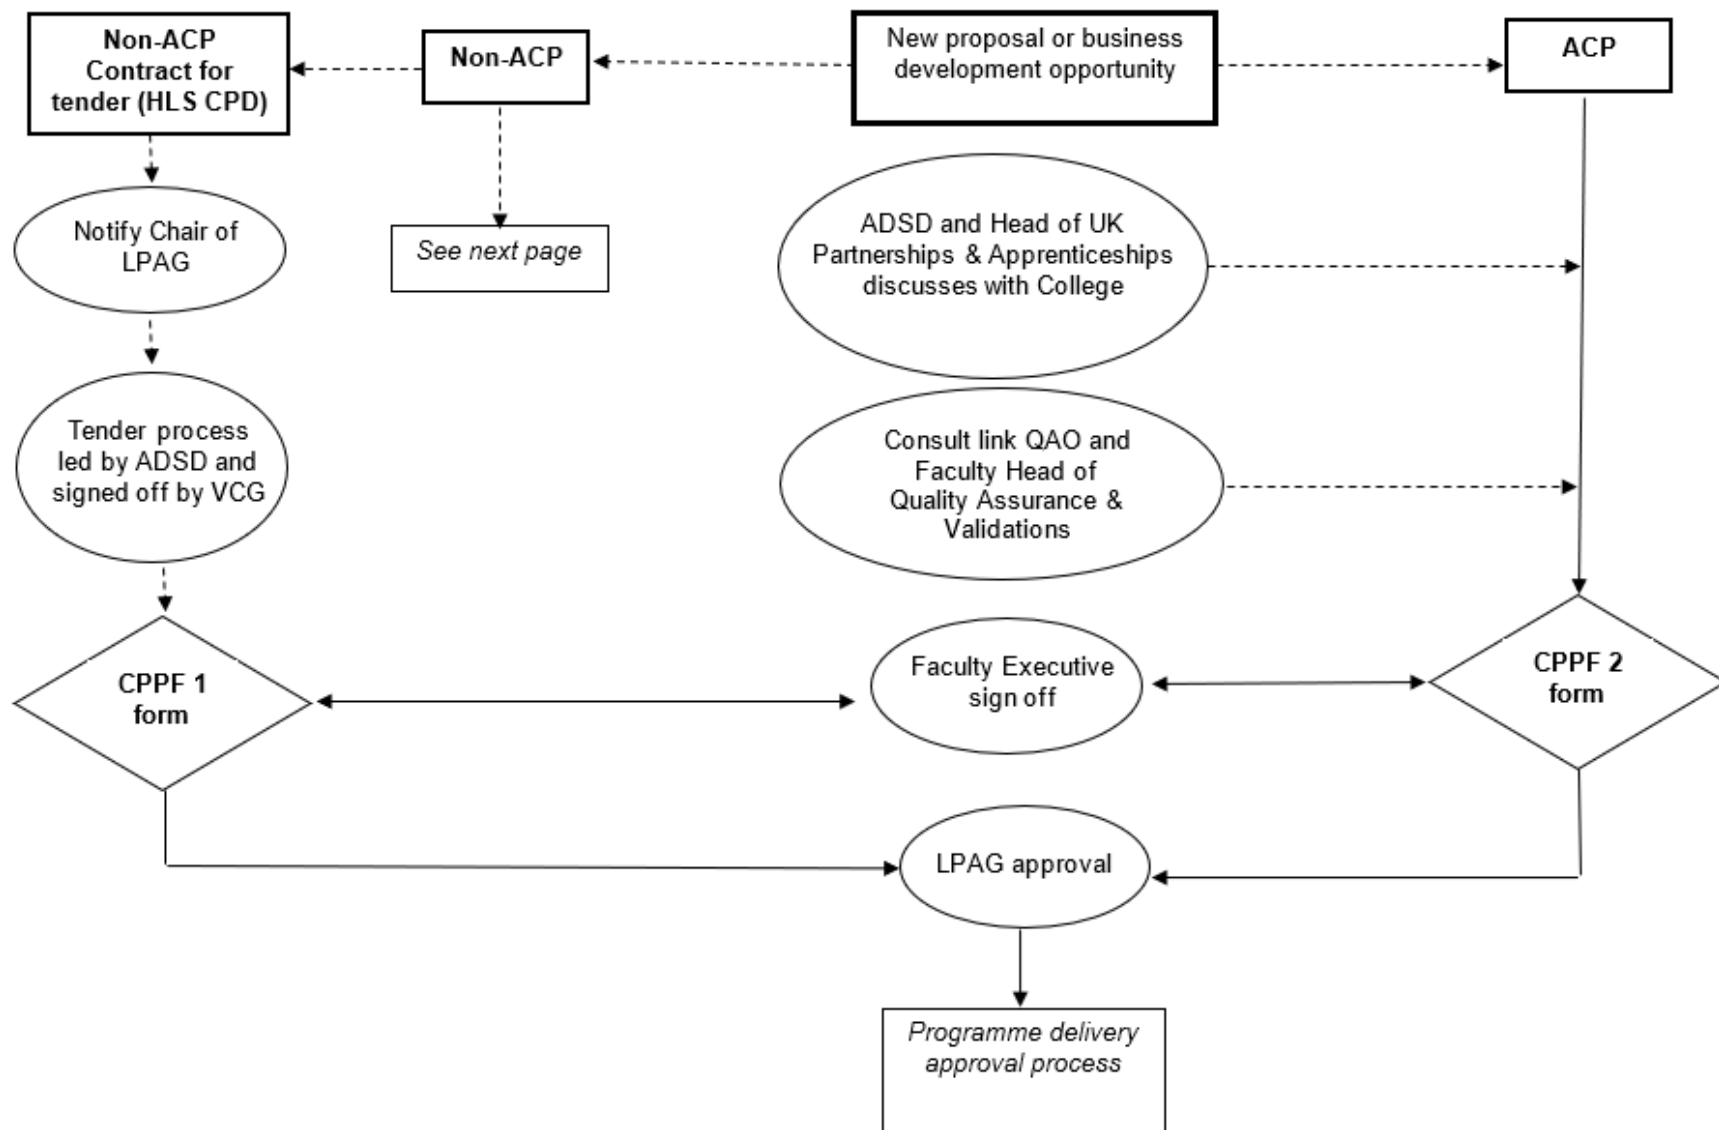 Non-ACP
Contract for
tender (HLS CPD)
Non-ACP
New proposal or business
development opportunity
ACP
Notify Chair of
LPAG
See next page
ADSD and Head of UK
Partnerships & Apprenticeships
discusses with College
Tender process
led by ADSD and
signed off by VCG
Consult link QAO and
Faculty Head of
Quality Assurance &
Validations
CPPF 1
form
Faculty Executive
sign off
CPPF 2
form
LPAG approval
Programme delivery
approval process